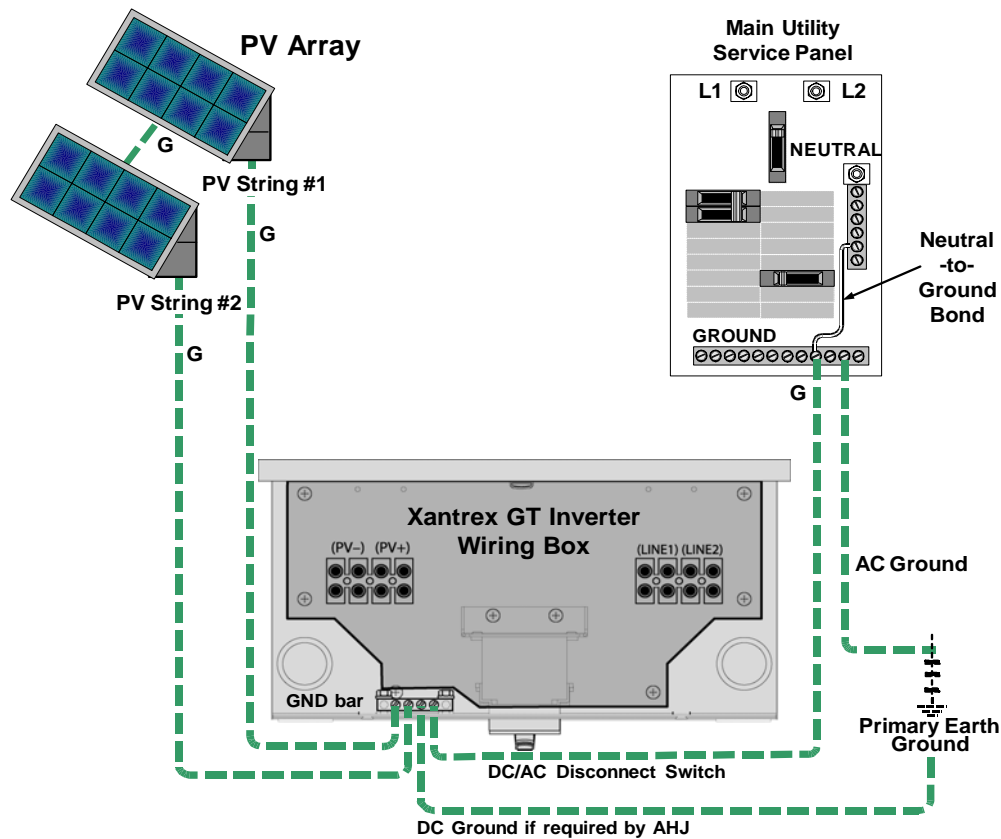 PV Array
Main Utility
Service Panel
L1
L2
NEUTRAL
G
PV String #1
G
PV String #2
G
Neutral
-to-
Ground
Bond
GROUND
G
Xantrex GT Inverter
Wiring Box
(PV–) (PV+)
(LINE1) (LINE2)
AC Ground
GND bar
Primary Earth
Ground
DC/AC Disconnect Switch
DC Ground if required by AHJ